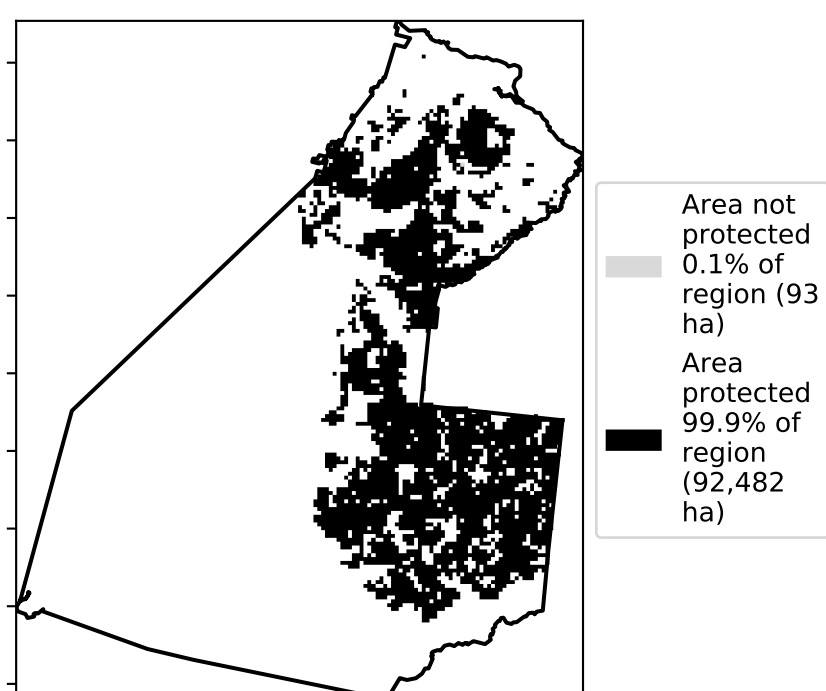 Area not
protected
0.1% of
region (93
ha)
Area
protected
99.9% of
region
(92,482
ha)